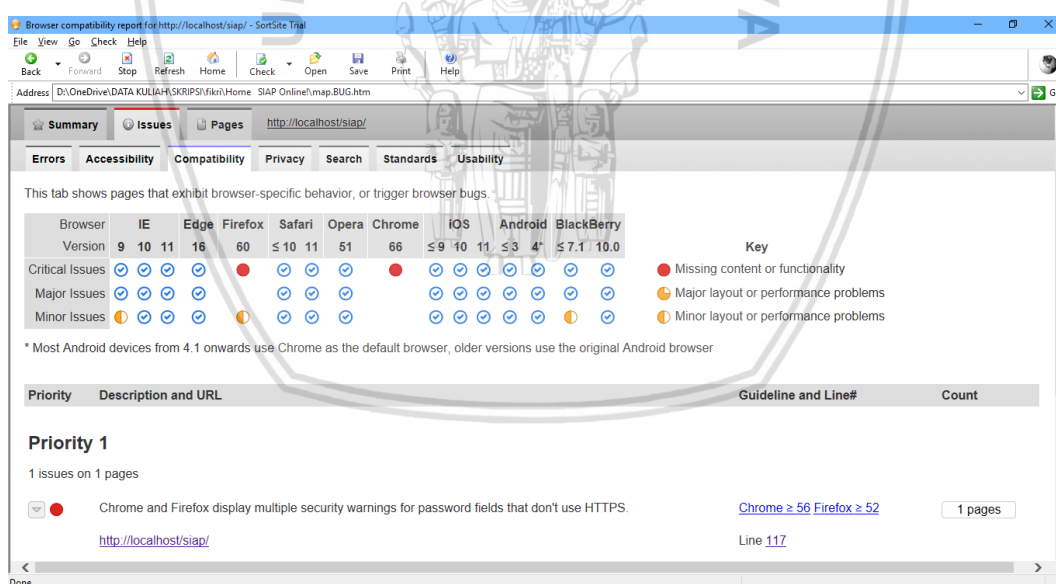 Browser compatibility report for http://localhost/siap/ - SortSite Trial
File View Go Check Help
Back Forward Stop Refresh Home Check Open Save Print Help
Address D:\OneDrive\DATA KULIAH\SKRIPSI\fikri\Home SIAP Online\map.BUG.htm G
Summary Issues Pages http://localhost/siap/
Errors Accessibility Compatibility Privacy Search Standards Usability
This tab shows pages that exhibit browser-specific behavior, or trigger browser bugs.
Browser IE Edge Firefox Safari Opera Chrome iOS Android BlackBerry
Version 9 10 11 16 60 ≤ 10 11 51 66 ≤ 9 10 11 ≤ 3 4* ≤ 7.1 10.0 Key
Critical Issues Missing content or functionality
Major Issues Major layout or performance problems
Minor Issues Minor layout or performance problems
* Most Android devices from 4.1 onwards use Chrome as the default browser, older versions use the original Android browser
Priority Description and URL Guideline and Line# Count
Priority 1
1 issues on 1 pages
Chrome and Firefox display multiple security warnings for password fields that don't use HTTPS. Chrome ≥ 56 Firefox ≥ 52 1 pages
http://localhost/siap/ Line 117
Done